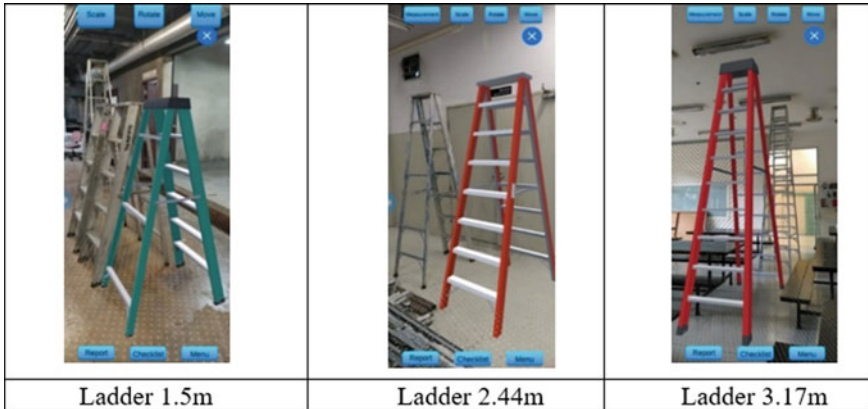 Scale Rotate Move
Measurement Scale Rotate Move
Measurement Scale Rotate Move
Report Checklist Menu
Report Checklist Menu
Report Checklist Menu
Ladder 1.5m
Ladder 2.44m
Ladder 3.17m